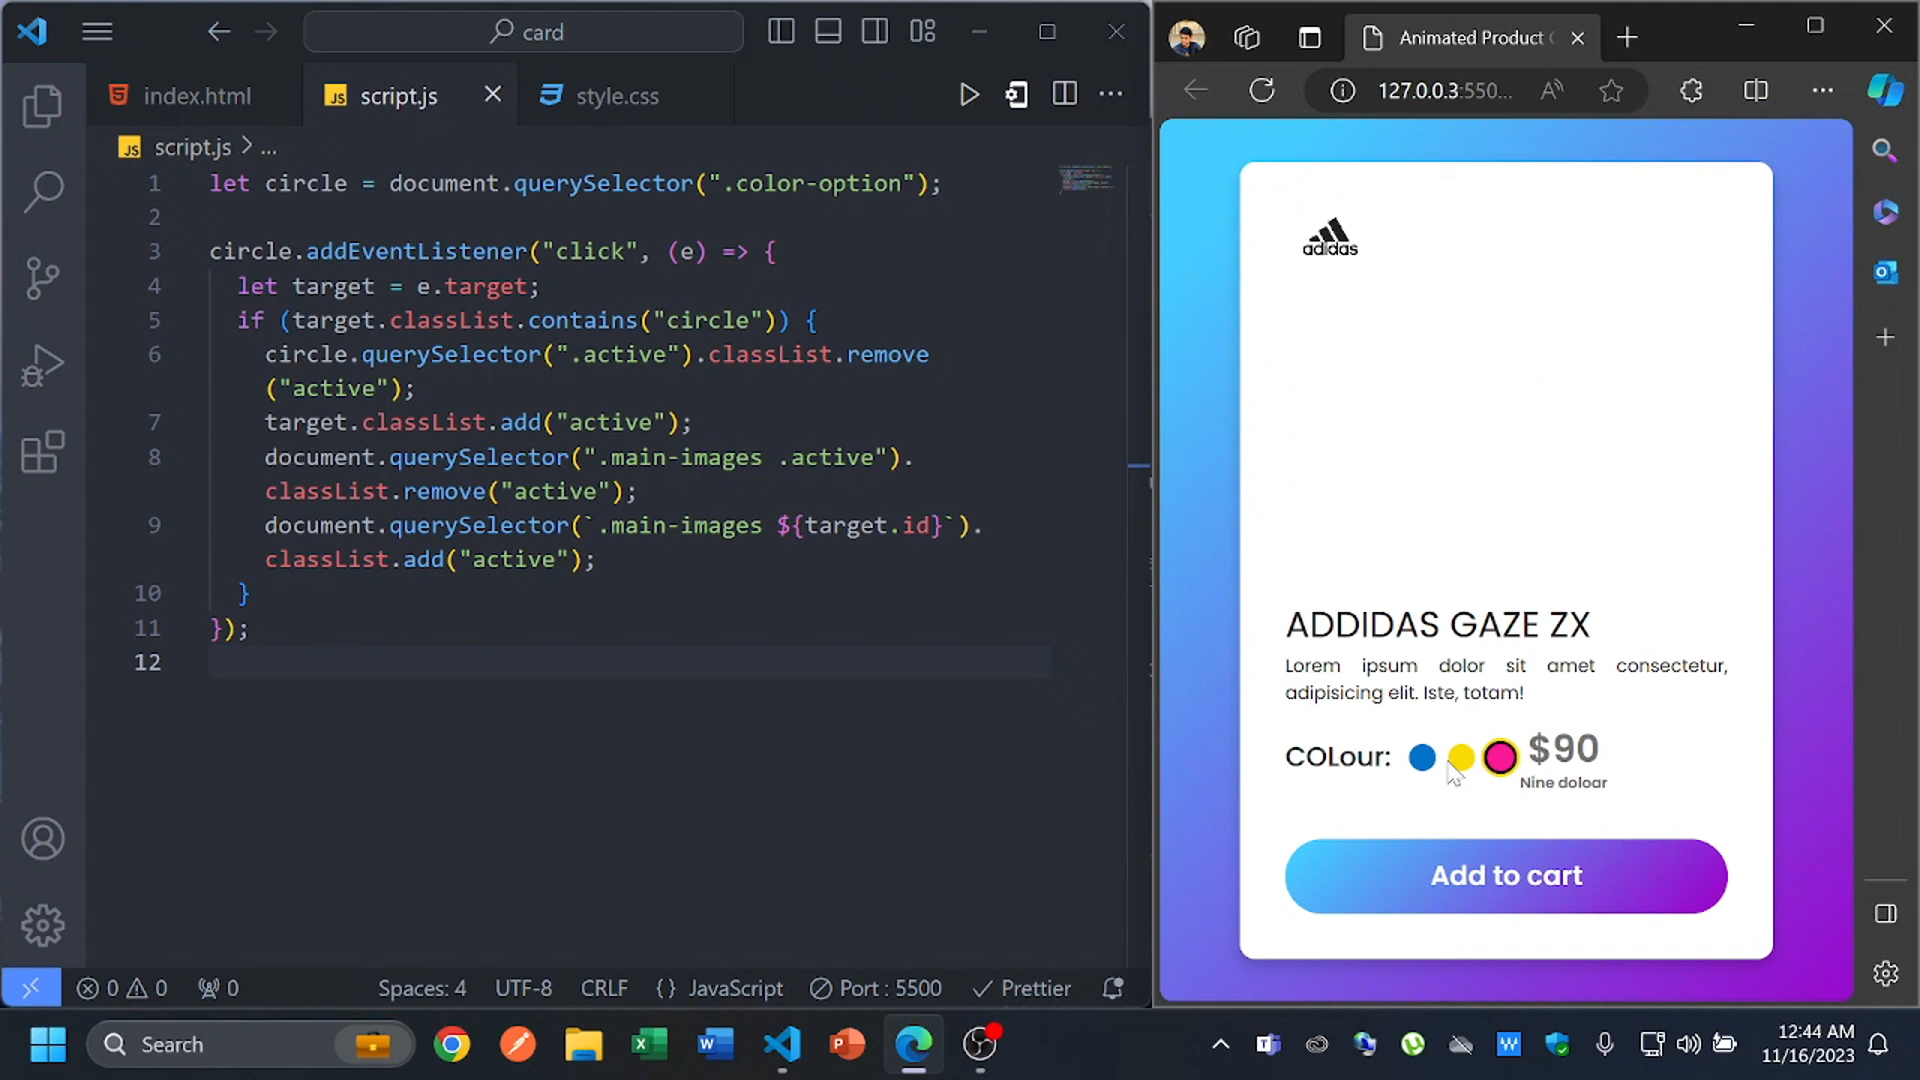 card
index.html
script.js
style.css
script.js > ...
1 let circle = document.querySelector(".color-option");
2
3 circle.addEventListener("click", (e) => {
4 let target = e.target;
5 if (target.classList.contains("circle")) {
6 circle.querySelector(".active").classList.remove
("active");
7 target.classList.add("active");
8 document.querySelector(".main-images .active").
classList.remove("active");
9 document.querySelector(`.main-images ${target.id}`).
classList.add("active");
10 }
11 });
12
0 0 0
Spaces: 4
UTF-8
CRLF
{ } JavaScript
Port : 5500
Prettier
Animated Product
127.0.0.3:550...
adidas
ADDIDAS GAZE ZX
Lorem ipsum dolor sit amet consectetur,
adipisicing elit. Iste, totam!
COLour:
$90
Nine doloar
Add to cart
Search
12:44 AM
11/16/2023